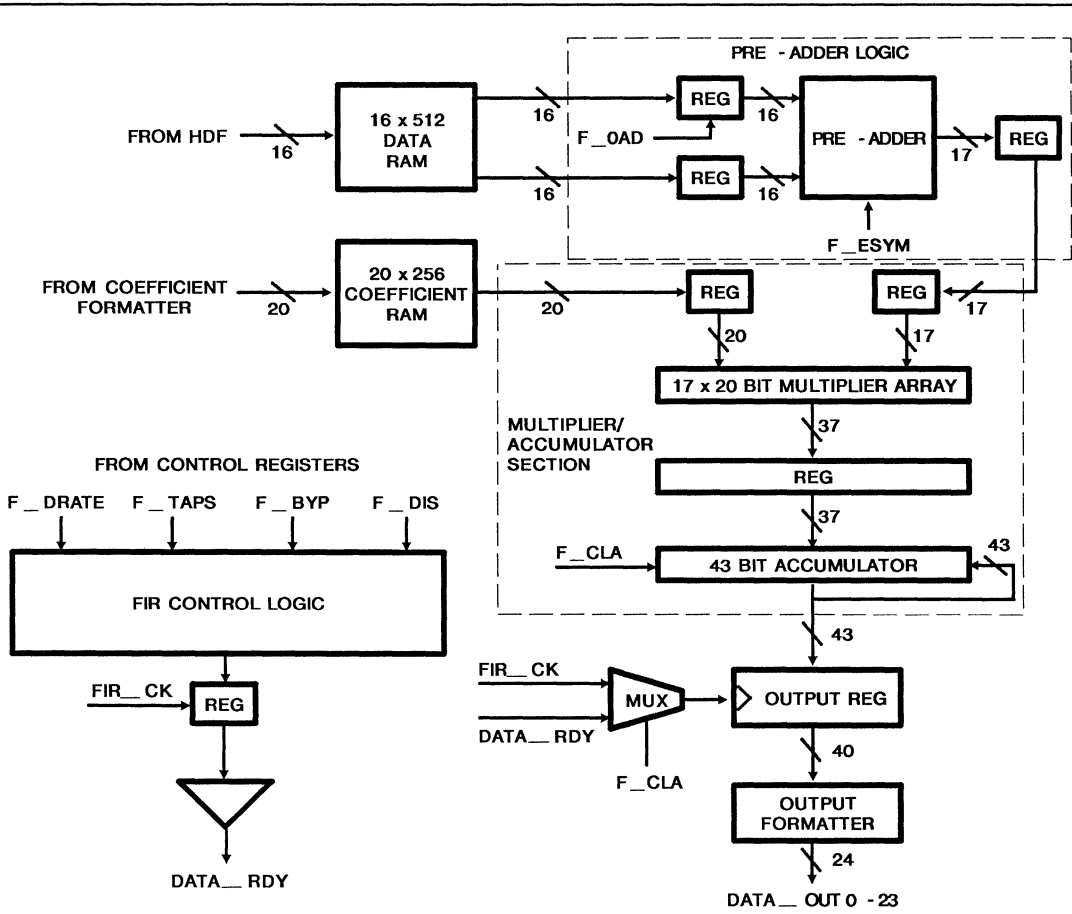 PRE - ADDER LOGIC
FROM HDF
16
16 x 512
DATA
RAM
16
16
REG
16
F_0AD
REG
16
PRE - ADDER
F_ESYM
17
REG
FROM COEFFICIENT
FORMATTER
20
20 x 256
COEFFICIENT
RAM
20
REG
REG
17
20
17
17 x 20 BIT MULTIPLIER ARRAY
37
MULTIPLIER/
ACCUMULATOR
SECTION
REG
37
F_CLA
43 BIT ACCUMULATOR
43
43
FROM CONTROL REGISTERS
F_DRATE
F_TAPS
F_BYP
F_DIS
FIR CONTROL LOGIC
FIR_CK
REG
DATA_RDY
FIR_CK
DATA_RDY
MUX
F_CLA
OUTPUT REG
40
OUTPUT
FORMATTER
24
DATA_OUT 0 - 23